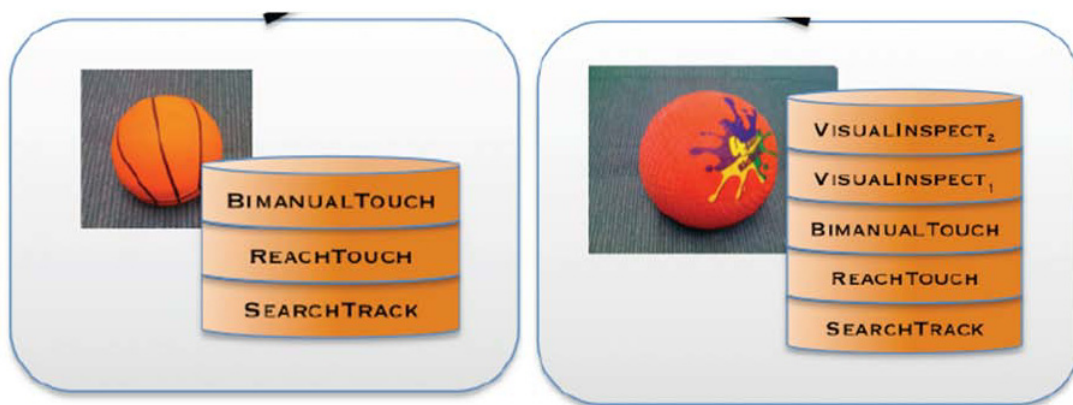 BIMANUALTOUCH
REACHTOUCH
SEARCHTRACK
VISUALINSPECT₂
VISUALINSPECT₁
BIMANUALTOUCH
REACHTOUCH
SEARCHTRACK